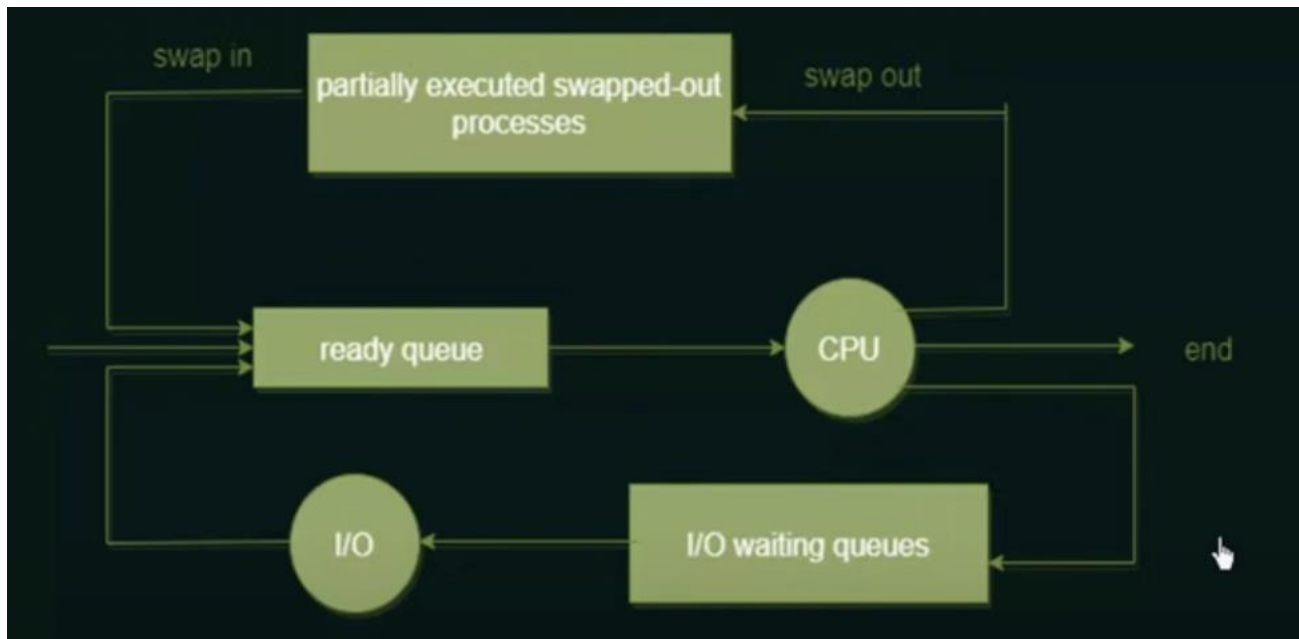 swap in
partially executed swapped-out
processes
swap out
ready queue
CPU
end
I/O
I/O waiting queues